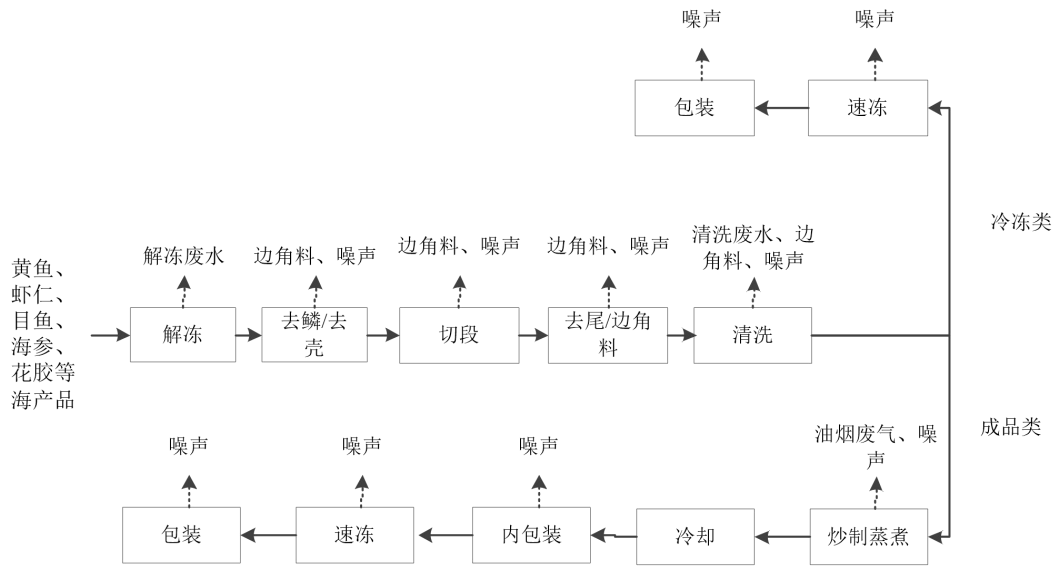 噪声
噪声
包装
速冻
冷冻类
解冻废水
边角料、噪声
边角料、噪声
边角料、噪声
清洗废水、边
角料、噪声
黄鱼、
虾仁、
目鱼、
海参、
花胶等
海产品
解冻
去鳞/去
壳
切段
去尾/边角
料
清洗
成品类
噪声
噪声
噪声
油烟废气、噪
声
包装
速冻
内包装
冷却
炒制蒸煮